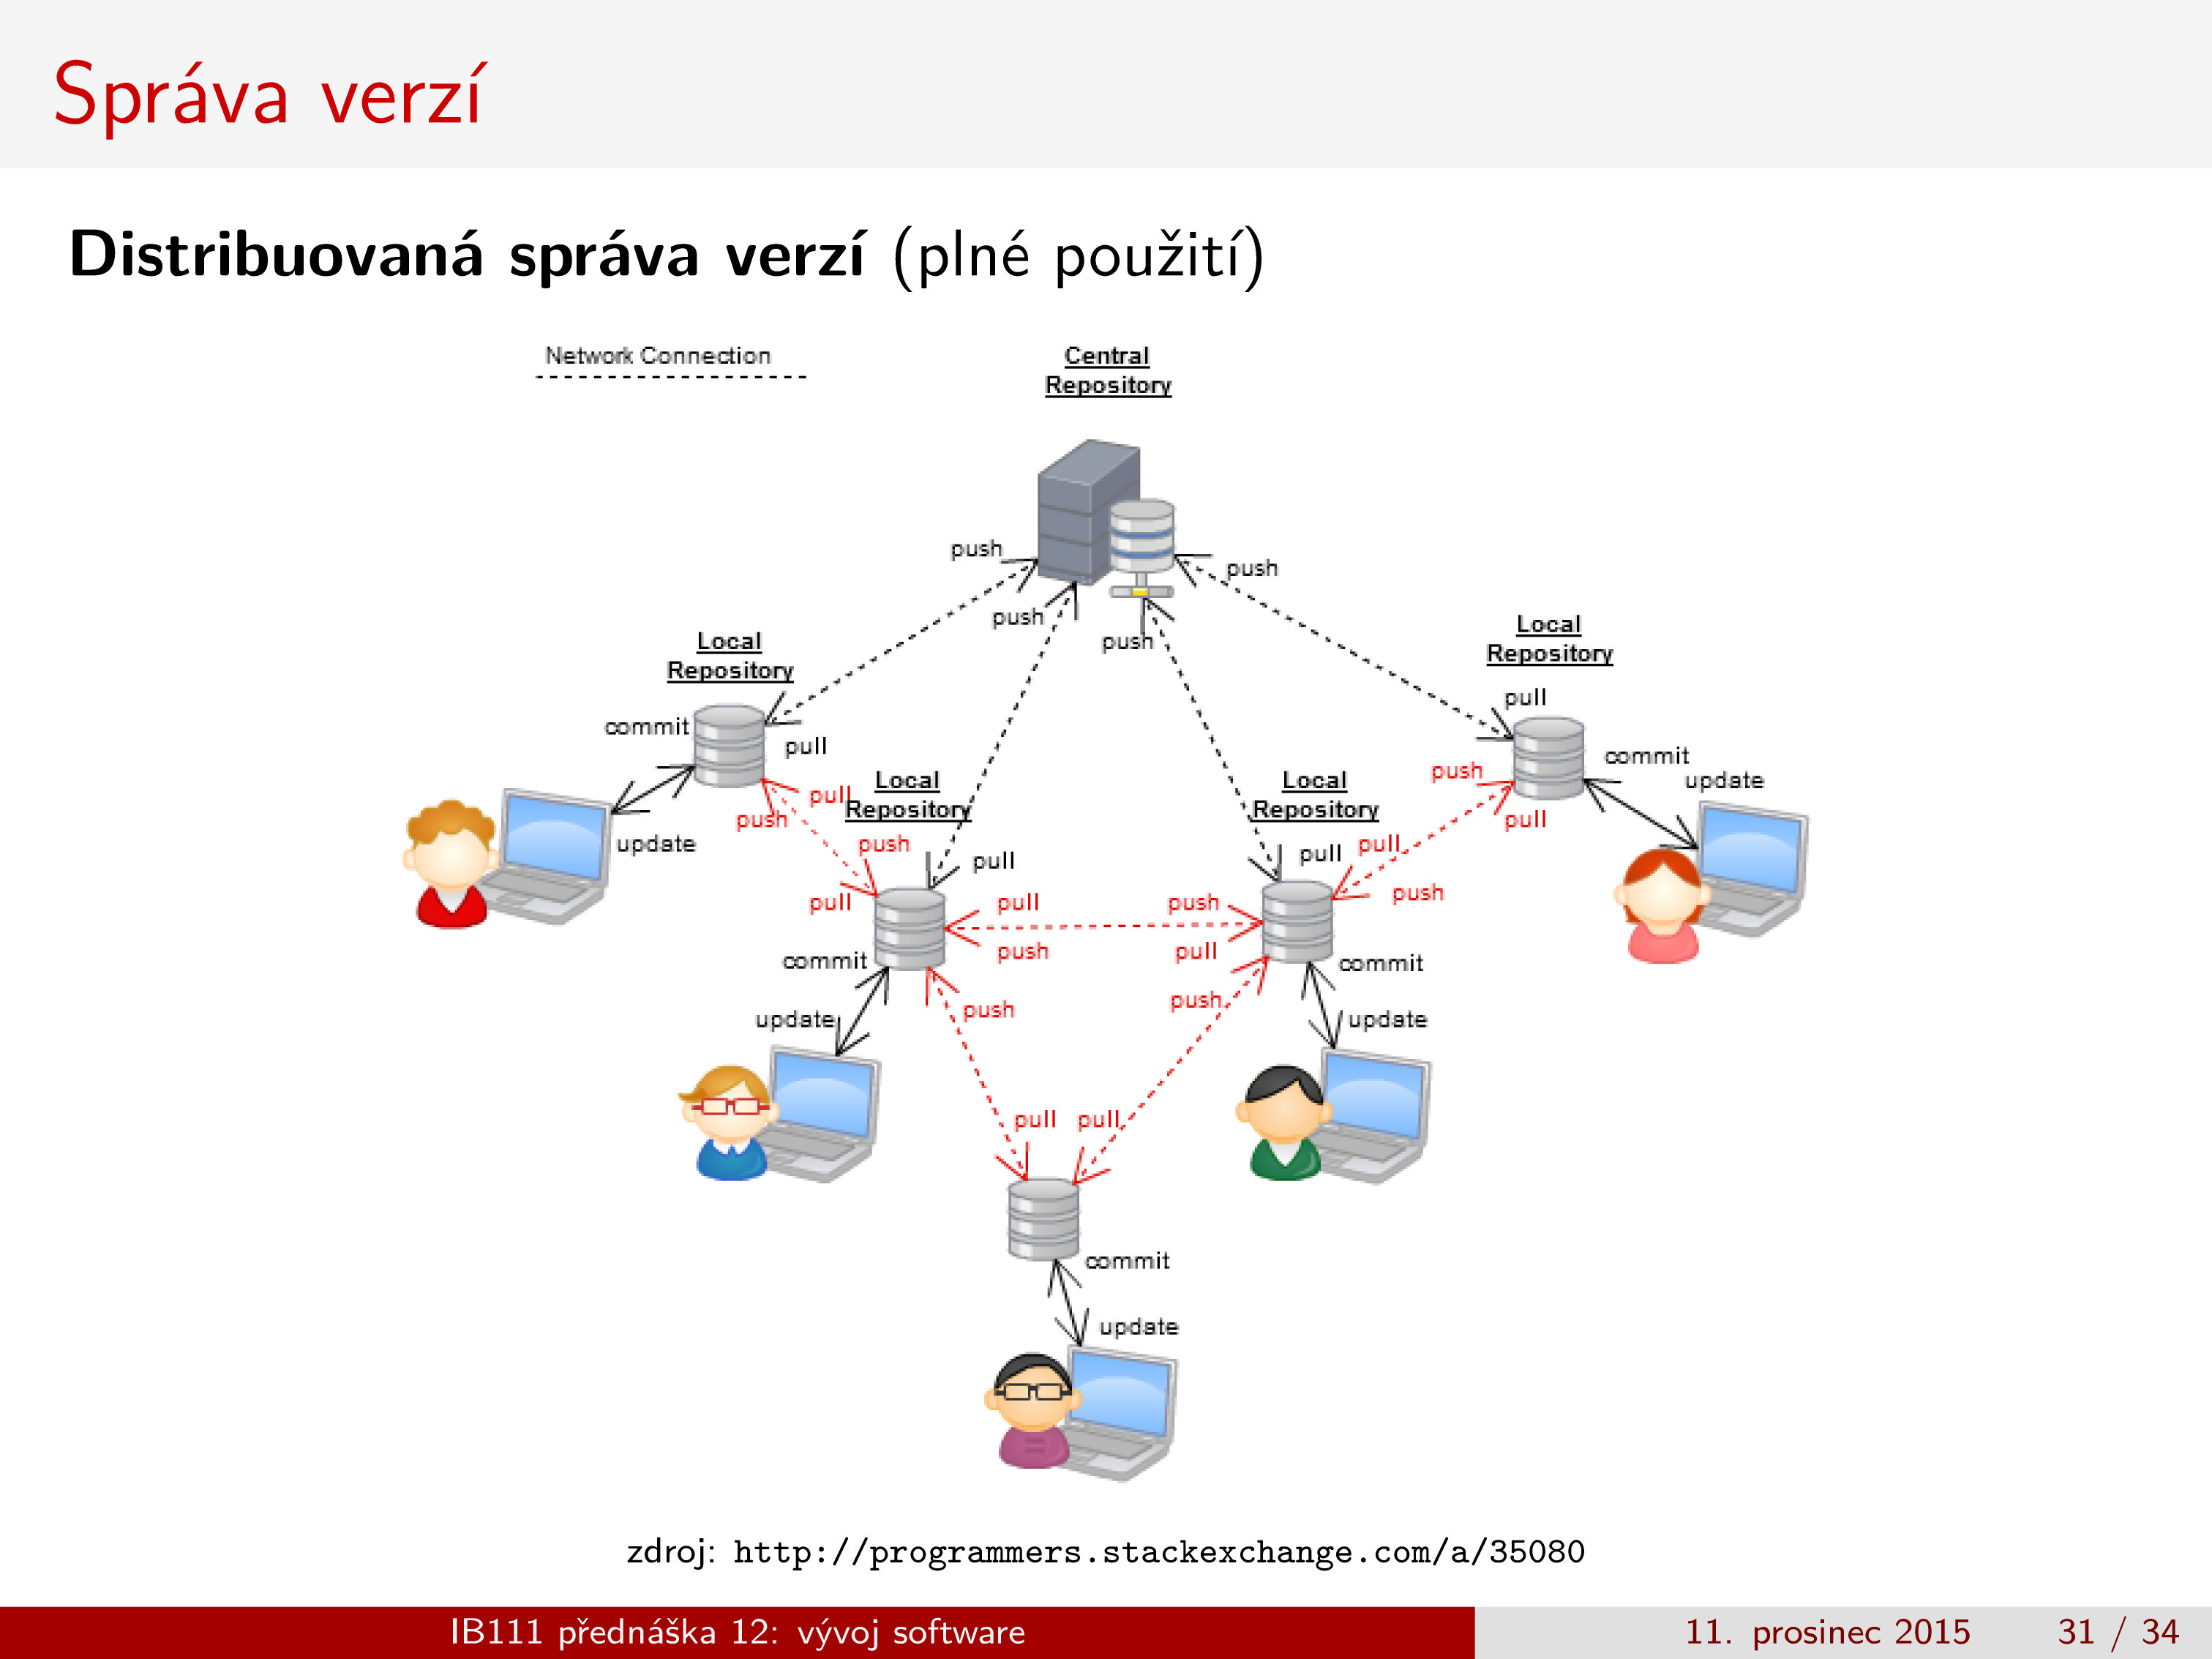 Správa verzí
Distribuovaná správa verzí (plné použití)
Network Connection
Central
Repository
push
push
push
push
Local
Repository
Local
Repository
pull
commit
pull
commit
update
Local
Repository
Local
Repository
push
pull
push
pull
update
push
pull
pull
pull
push
pull
pull
push
push
push
pull
commit
commit
update
push
push
update
pull
pull
commit
update
zdroj: http://programmers.stackexchange.com/a/35080
IB111 přednáška 12: vývoj software
11. prosinec 2015
31 / 34